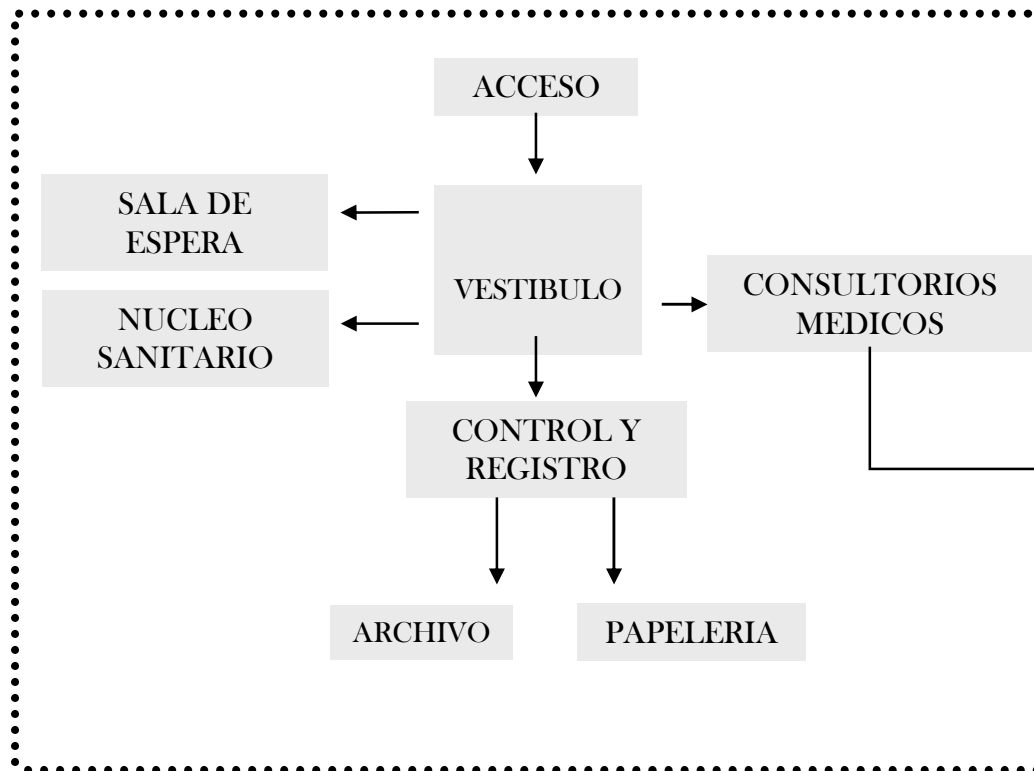 ACCESO
SALA DE
ESPERA
VESTIBULO
NUCLEO
SANITARIO
CONSULTORIOS
MEDICOS
CONTROL Y
REGISTRO
ARCHIVO
PAPELERIA